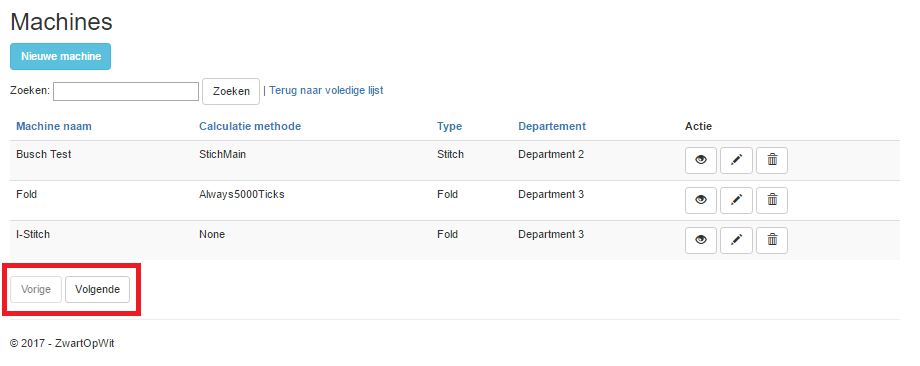 Machines
Nieuwe machine
Zoeken: Zoeken | Terug naar voledige lijst
Machine naam Calculatie methode Type Departement Actie
Busch Test StichMain Stitch Department 2
Fold Always5000Ticks Fold Department 3
I-Stitch None Fold Department 3
Vorige Volgende
© 2017 - ZwartOpWit